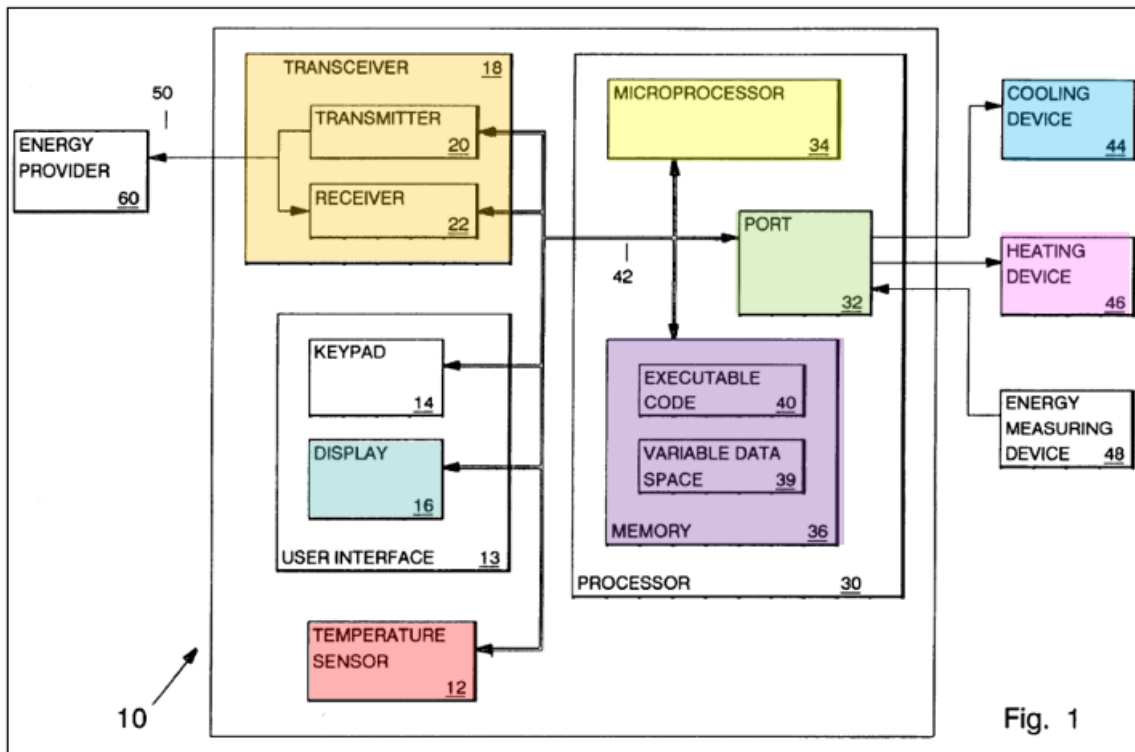 TRANSCEIVER 18
TRANSMITTER
20
RECEIVER
22
50
ENERGY
PROVIDER
60
KEYPAD
14
DISPLAY
16
USER INTERFACE 13
TEMPERATURE
SENSOR
12
10
MICROPROCESSOR
34
42
PORT
32
EXECUTABLE
CODE 40
VARIABLE DATA
SPACE 39
MEMORY 36
PROCESSOR 30
COOLING
DEVICE
44
HEATING
DEVICE
46
ENERGY
MEASURING
DEVICE 48
Fig. 1